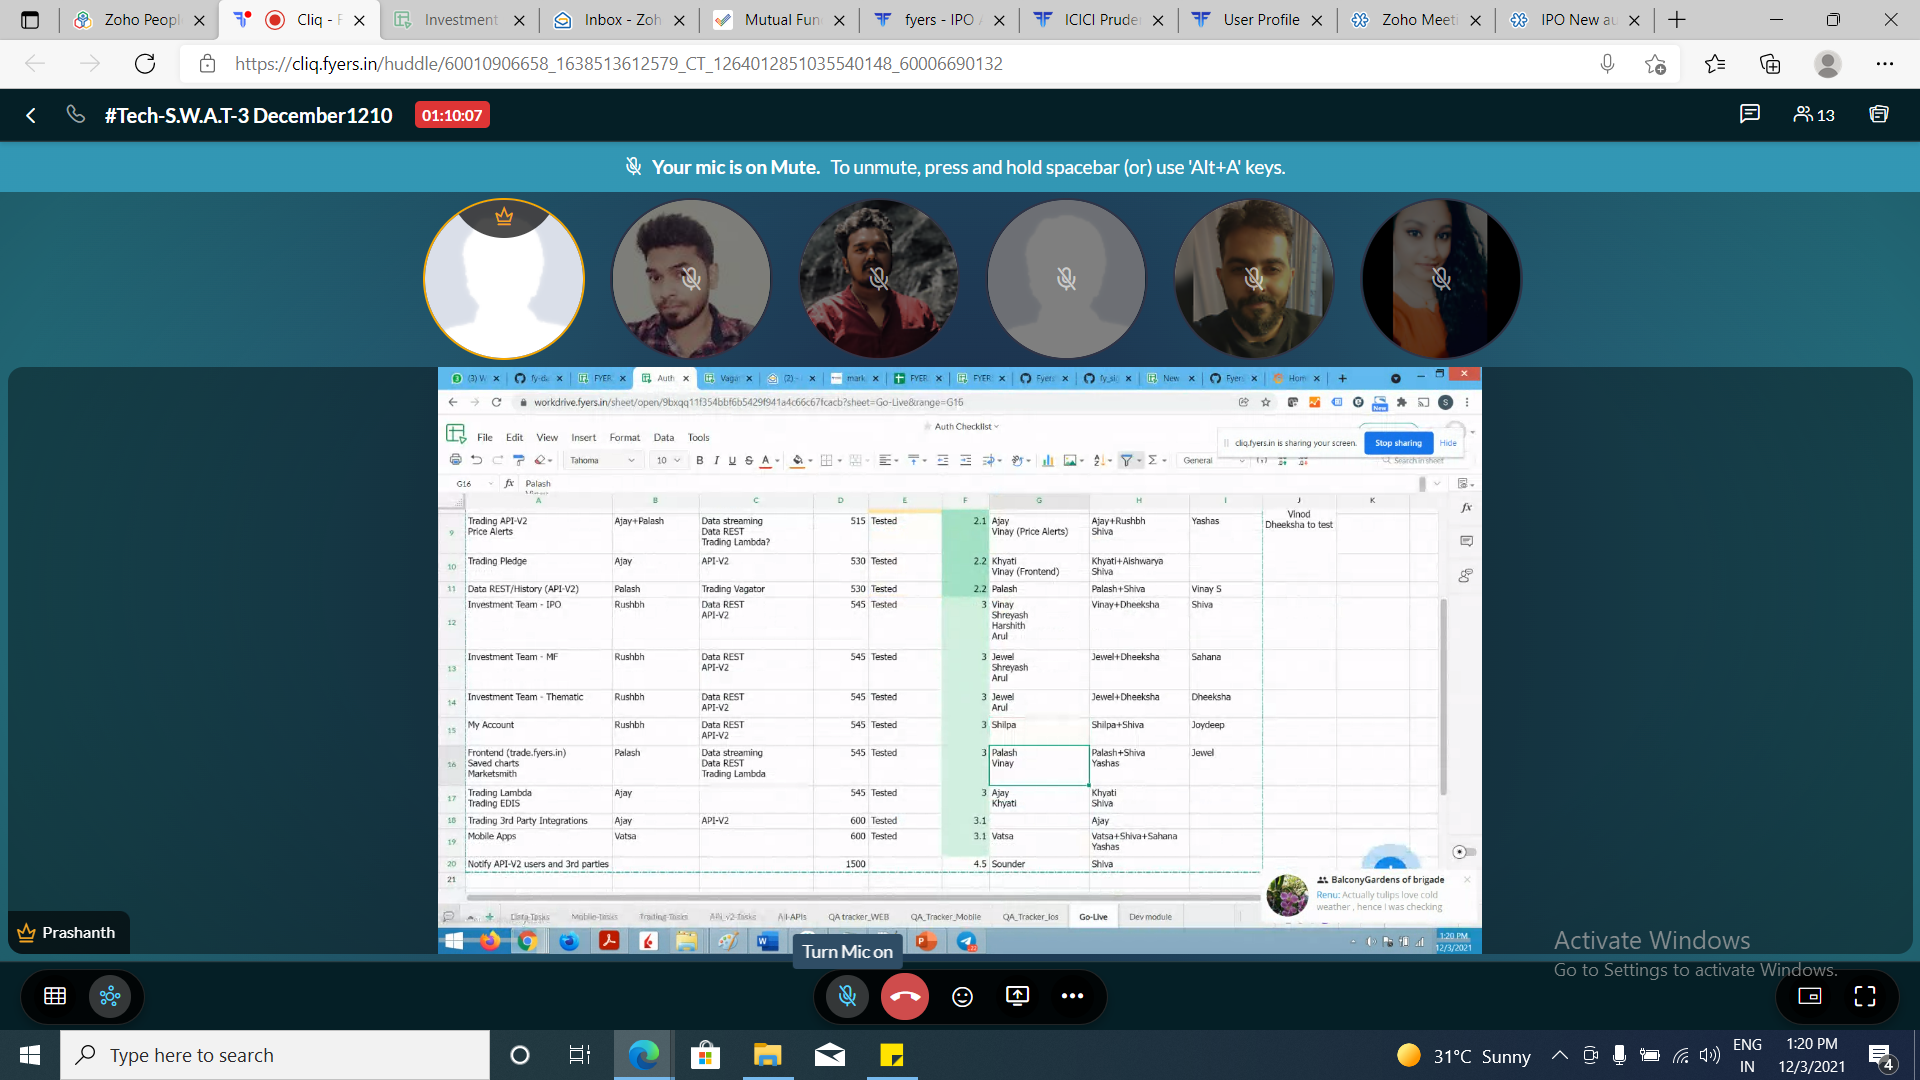 Zoho Peopl
Cliq - F
Investment
Inbox - Zoh
Mutual Fun
fyers - IPO
ICICI Prude
User Profile
Zoho Meeti
IPO New au
https://cliq.fyers.in/huddle/60010906658_1638513612579_CT_1264012851035540148_60006690132
#Tech-S.W.A.T-3 December1210
01:10:07
13
Your mic is on Mute. To unmute, press and hold spacebar (or) use 'Alt+A' keys.
workdrive.fyers.in/sheet/open/9bxqq11f354bbf6b5429f941a4c66c67fcacb?sheet=Go-Live&range=G16
Auth Checklist
File Edit View Insert Format Data Tools
cliq.fyers.in is sharing your screen. Stop sharing Hide
Tahoma 10 B I U S A General Search in sheet
G16 fx Palash
A B C D E F G H I J K
9 Trading API-V2 Ajay+Palash Data streaming 515 Tested 2.1 Ajay Ajay+Rushbh Yashas Vinod
Price Alerts Data REST Vinay (Price Alerts) Shiva Dheeksha to test
Trading Lambda?
10 Trading Pledge Ajay API-V2 530 Tested 2.2 Khyati Khyati+Aishwarya
Vinay (Frontend) Shiva
11 Data REST/History (API-V2) Palash Trading Vagator 530 Tested 2.2 Palash Palash+Shiva Vinay S
12 Investment Team - IPO Rushbh Data REST 545 Tested 3 Vinay Vinay+Dheeksha Shiva
API-V2 Shreyash
Harshith
Arul
13 Investment Team - MF Rushbh Data REST 545 Tested 3 Jewel Jewel+Dheeksha Sahana
API-V2 Shreyash
Arul
14 Investment Team - Thematic Rushbh Data REST 545 Tested 3 Jewel Jewel+Dheeksha Dheeksha
API-V2 Arul
15 My Account Rushbh Data REST 545 Tested 3 Shilpa Shilpa+Shiva Joydeep
API-V2
16 Frontend (trade.fyers.in) Palash Data streaming 545 Tested 3 Palash Palash+Shiva Jewel
Saved charts Data REST Vinay Yashas
Marketsmith Trading Lambda
17 Trading Lambda Ajay 545 Tested 3 Ajay Khyati
Trading EDIS Khyati Shiva
18 Trading 3rd Party Integrations Ajay API-V2 600 Tested 3.1 Ajay
19 Mobile Apps Vatsa 600 Tested 3.1 Vatsa Vatsa+Shiva+Sahana
Yashas
20 Notify API-V2 users and 3rd parties 1500 4.5 Sounder Shiva
21
BalconyGardens of brigade
Renu: Actually tulips love cold
weather , hence I was checking
Data Tasks Mobile-Tasks Trading-Tasks API_v2-Tasks All-APIs QA tracker_WEB QA_Tracker_Mobile QA_Tracker_Ios Go-Live Dev module
1:20 PM
12/3/2021
Prashanth
Turn Mic on
Activate Windows
Go to Settings to activate Windows.
Type here to search
31°C Sunny
ENG
IN
1:20 PM
12/3/2021
4